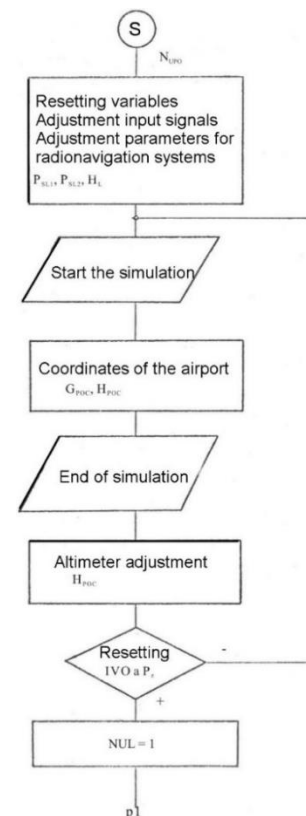 S
N_UPO
Resetting variables
Adjustment input signals
Adjustment parameters for
radionavigation systems
P_SL1, P_SL2, H_L
Start the simulation
Coordinates of the airport
G_POC, H_POC
End of simulation
Altimeter adjustment
H_POC
Resetting
-
IVO a P_r
+
NUL = 1
p1